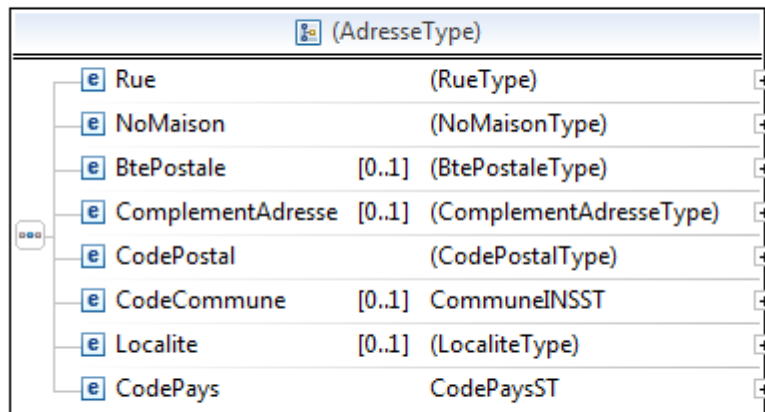 (AdresseType)
e Rue (RueType)
e NoMaison (NoMaisonType)
e BtePostale [0..1] (BtePostaleType)
e ComplementAdresse [0..1] (ComplementAdresseType)
e CodePostal (CodePostalType)
e CodeCommune [0..1] CommuneINSST
e Localite [0..1] (LocaliteType)
e CodePays CodePaysST